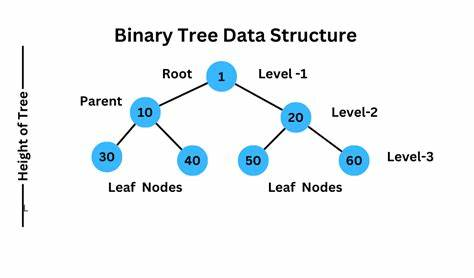 Binary Tree Data Structure
Root
1
Level -1
Parent
10
20
Level-2
30
40
50
60
Level-3
Leaf Nodes
Leaf Nodes
Height of Tree